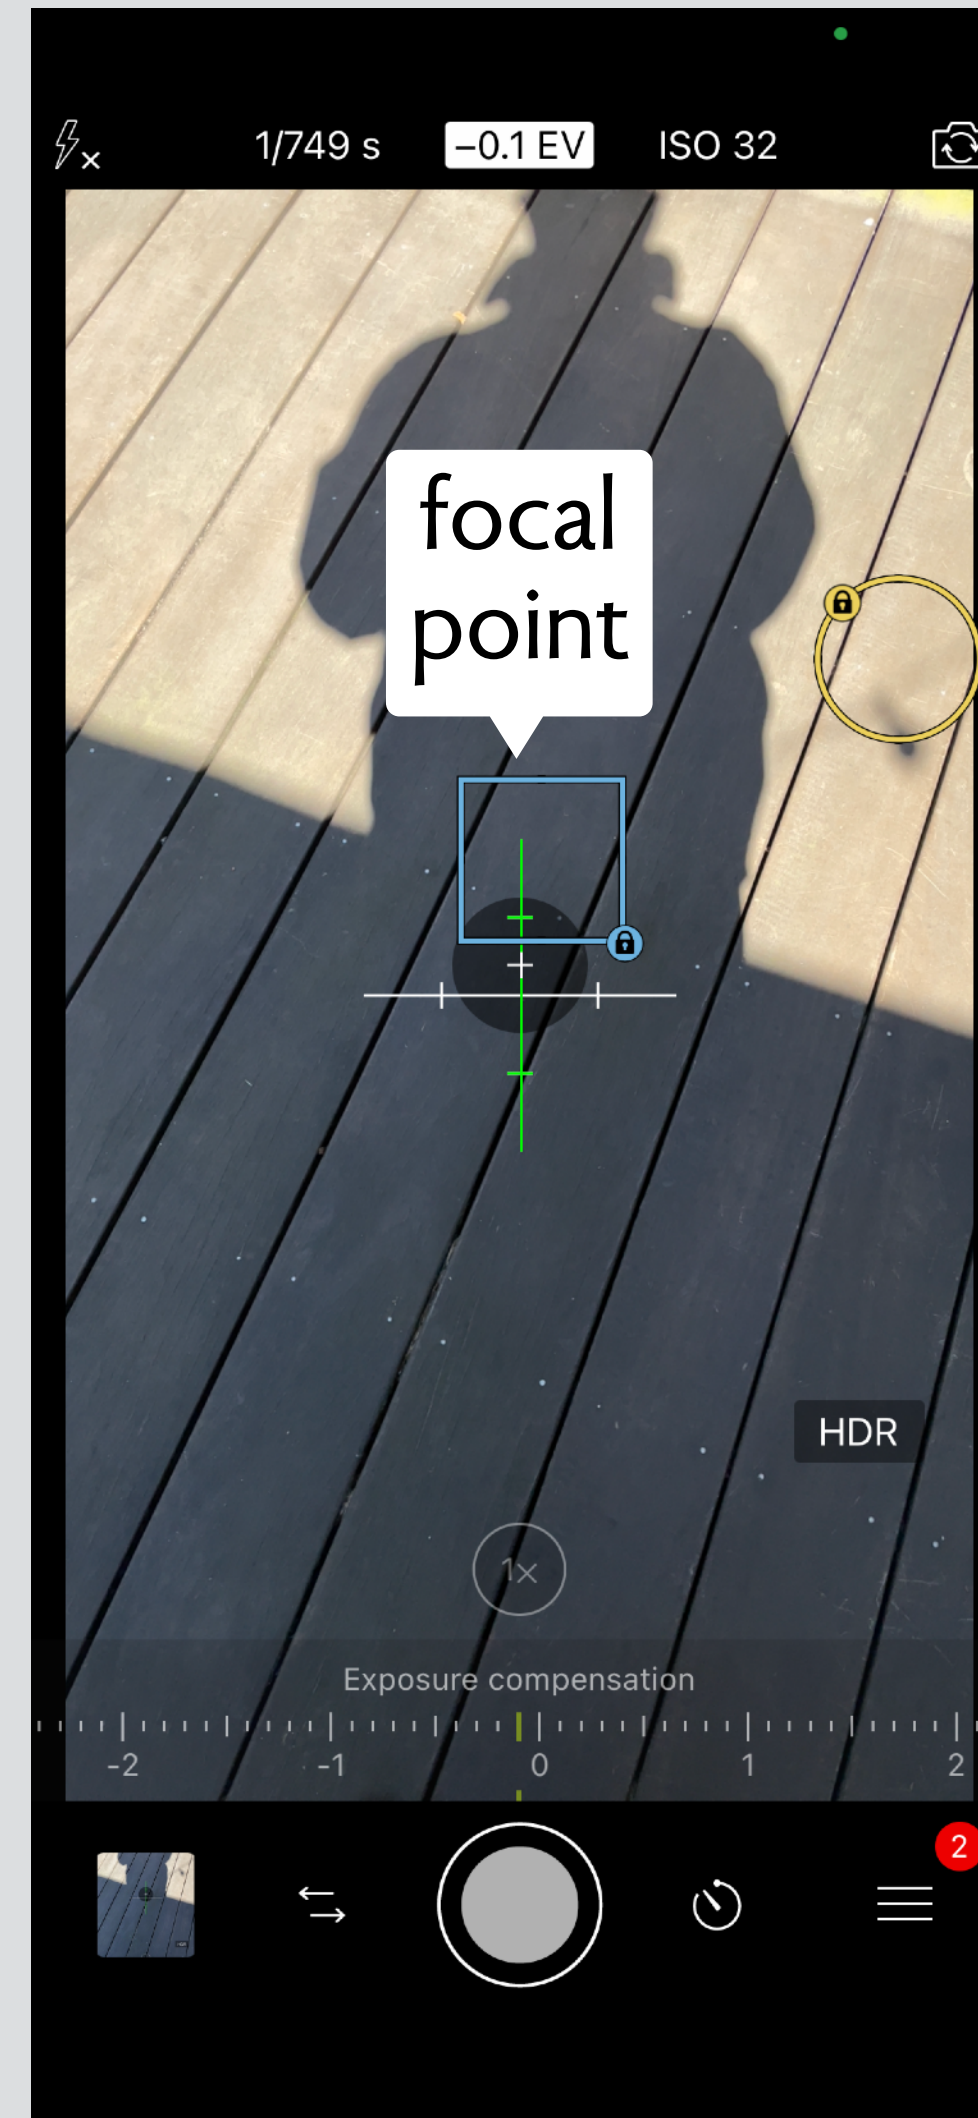 1/749 s
−0.1 EV
ISO 32
focal
point
HDR
1×
Exposure compensation
-2
-1
0
1
2
2